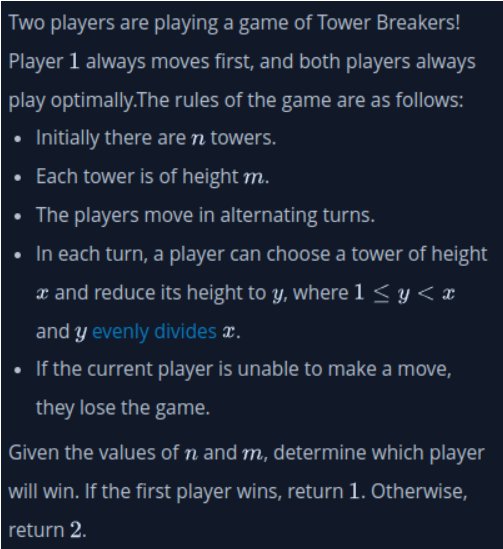 Two players are playing a game of Tower Breakers!
Player 1 always moves first, and both players always
play optimally.The rules of the game are as follows:
• Initially there are n towers.
• Each tower is of height m.
• The players move in alternating turns.
• In each turn, a player can choose a tower of height
x and reduce its height to y, where 1 ≤ y < x
and y evenly divides x.
• If the current player is unable to make a move,
they lose the game.
Given the values of n and m, determine which player
will win. If the first player wins, return 1. Otherwise,
return 2.